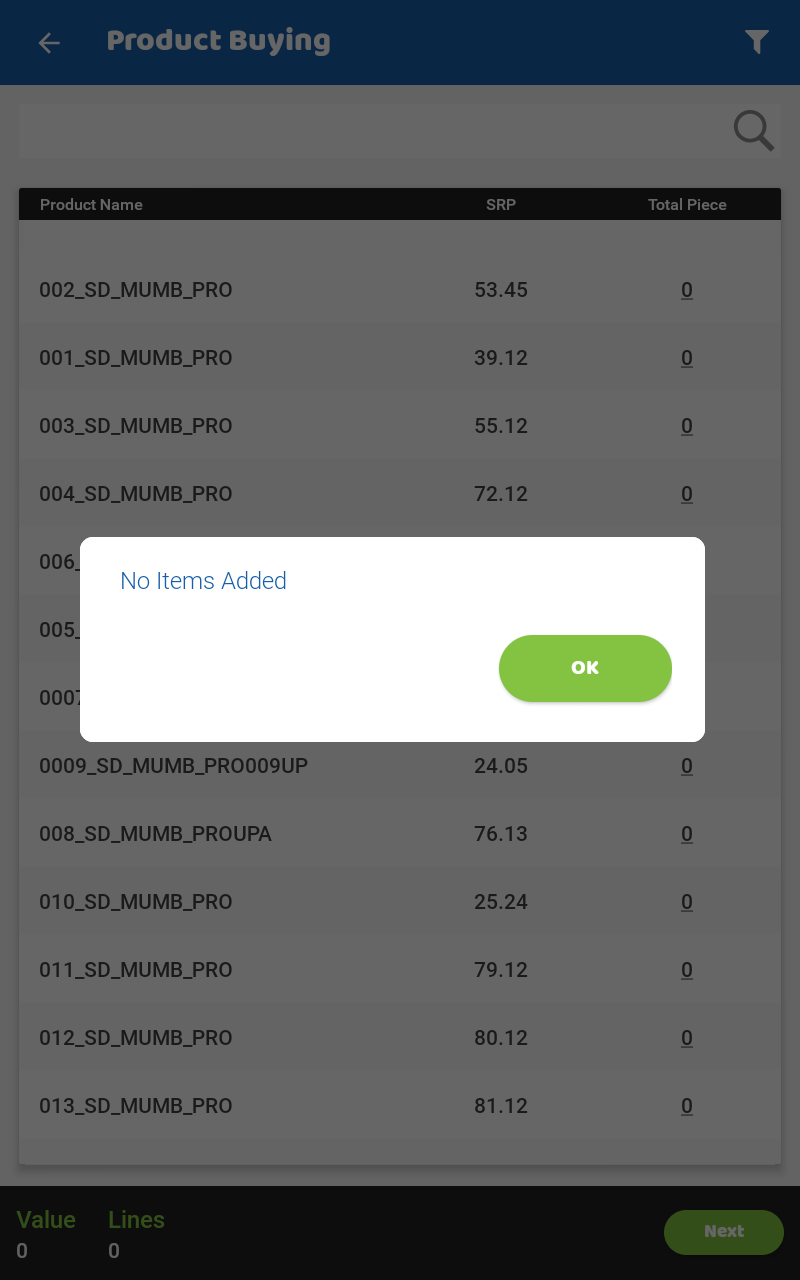 Product Buying
Product Name SRP Total Piece
002_SD_MUMB_PRO 53.45 0
001_SD_MUMB_PRO 39.12 0
003_SD_MUMB_PRO 55.12 0
004_SD_MUMB_PRO 72.12 0
006_
No Items Added
005_
OK
0007
0009_SD_MUMB_PRO009UP 24.05 0
008_SD_MUMB_PROUPA 76.13 0
010_SD_MUMB_PRO 25.24 0
011_SD_MUMB_PRO 79.12 0
012_SD_MUMB_PRO 80.12 0
013_SD_MUMB_PRO 81.12 0
Value Lines
0 0
Next